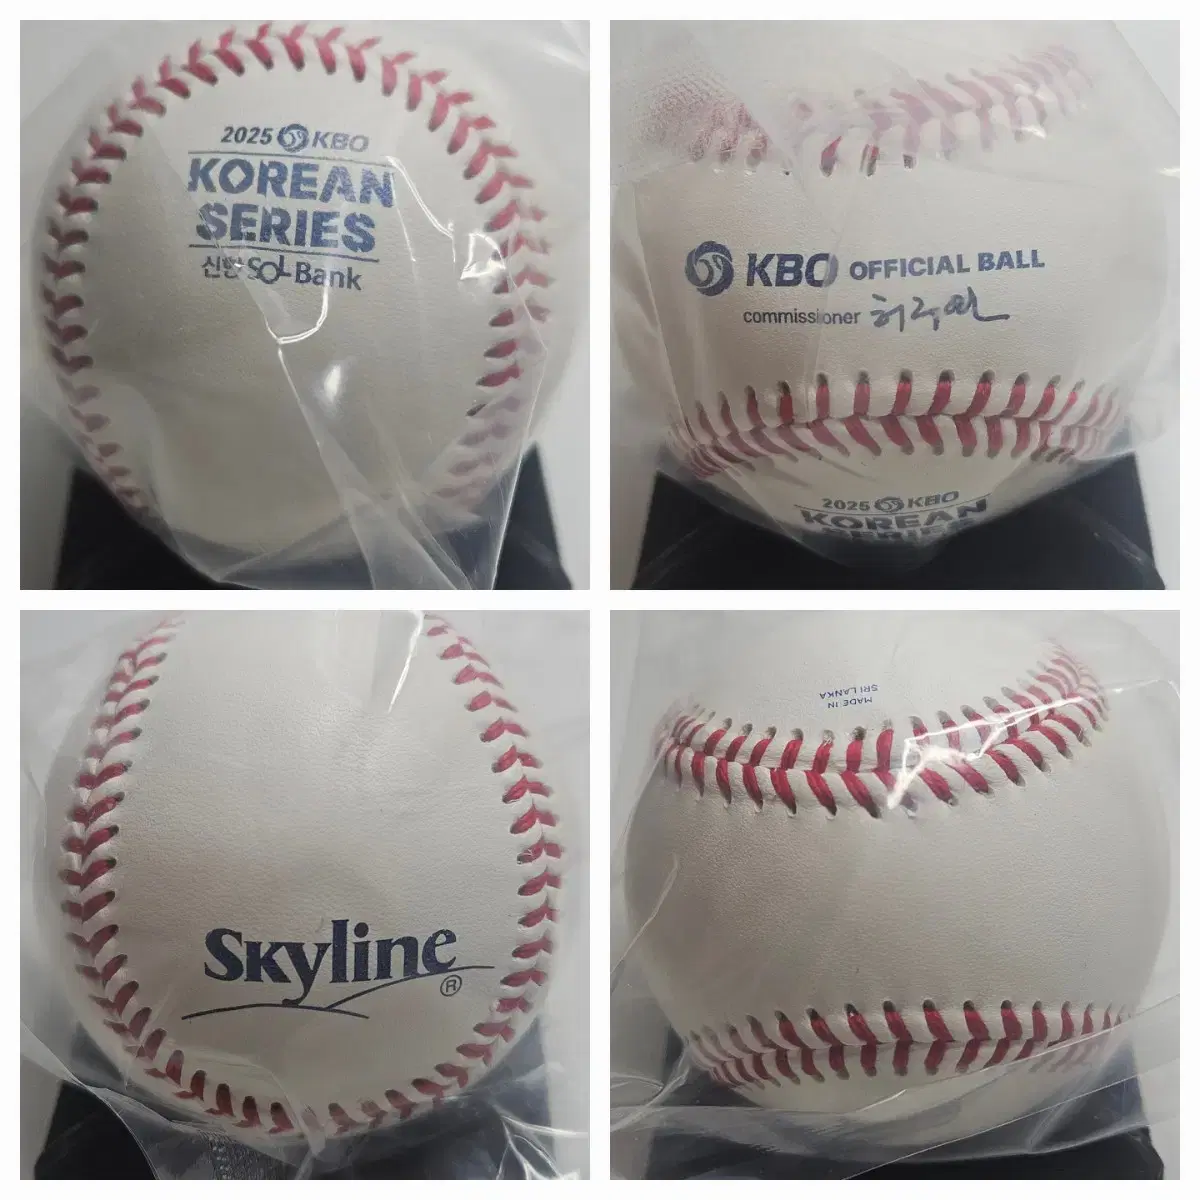 2025 KBO
KOREAN
SERIES
신한 SOL Bank
KBO OFFICIAL BALL
commissioner 허구연
2025 KBO
KOREAN
SERIES
Skyline
®
MADE IN
SRI LANKA